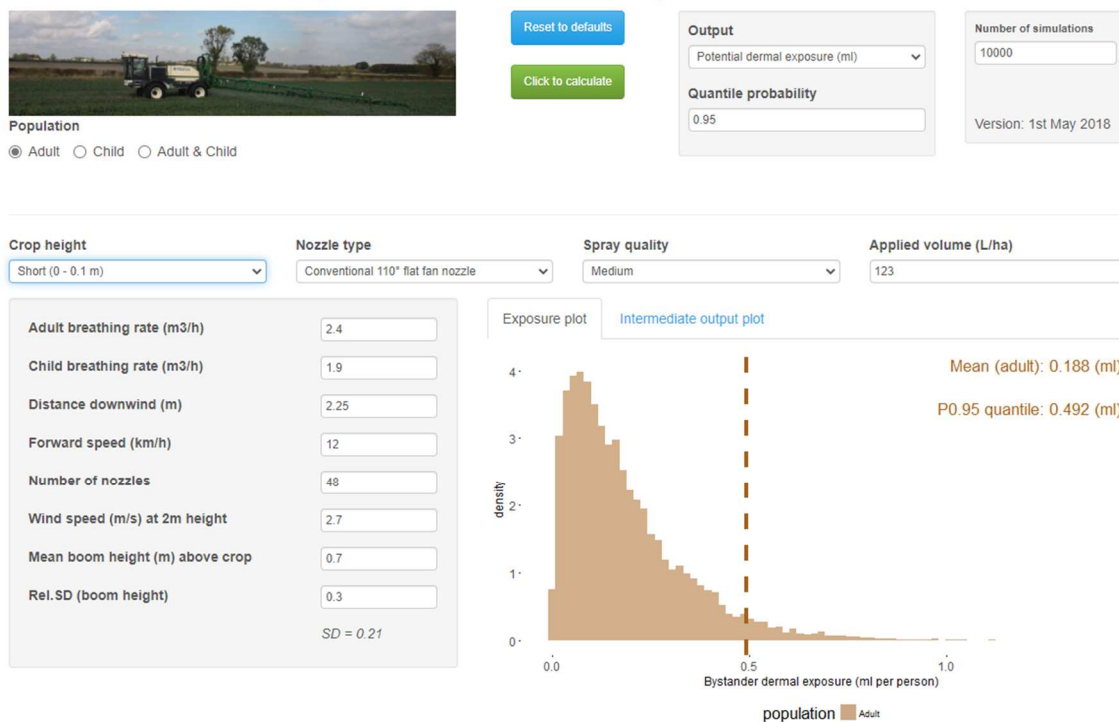 Reset to defaults
Click to calculate
Output
Potential dermal exposure (ml)
Quantile probability
0.95
Number of simulations
10000
Version: 1st May 2018
Population
Adult
Child
Adult & Child
Crop height
Short (0 - 0.1 m)
Nozzle type
Conventional 110° flat fan nozzle
Spray quality
Medium
Applied volume (L/ha)
123
Adult breathing rate (m3/h)
2.4
Child breathing rate (m3/h)
1.9
Distance downwind (m)
2.25
Forward speed (km/h)
12
Number of nozzles
48
Wind speed (m/s) at 2m height
2.7
Mean boom height (m) above crop
0.7
Rel.SD (boom height)
0.3
SD = 0.21
Exposure plot
Intermediate output plot
Mean (adult): 0.188 (ml)
P0.95 quantile: 0.492 (ml)
4
3
2
1
0
density
0.0
0.5
1.0
Bystander dermal exposure (ml per person)
population
Adult